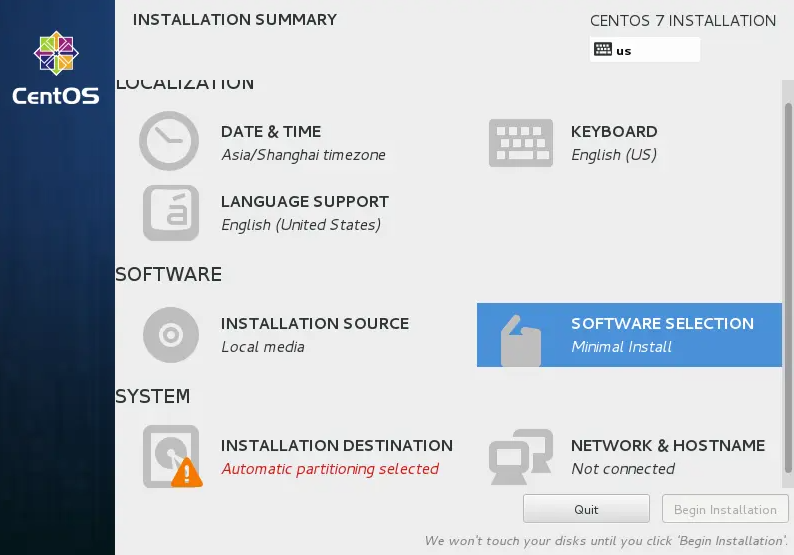 INSTALLATION SUMMARY
CENTOS 7 INSTALLATION
us
CentOS
LOCALIZATION
DATE & TIME
Asia/Shanghai timezone
KEYBOARD
English (US)
LANGUAGE SUPPORT
English (United States)
SOFTWARE
INSTALLATION SOURCE
Local media
SOFTWARE SELECTION
Minimal Install
SYSTEM
INSTALLATION DESTINATION
Automatic partitioning selected
NETWORK & HOSTNAME
Not connected
Quit
Begin Installation
We won't touch your disks until you click 'Begin Installation'.